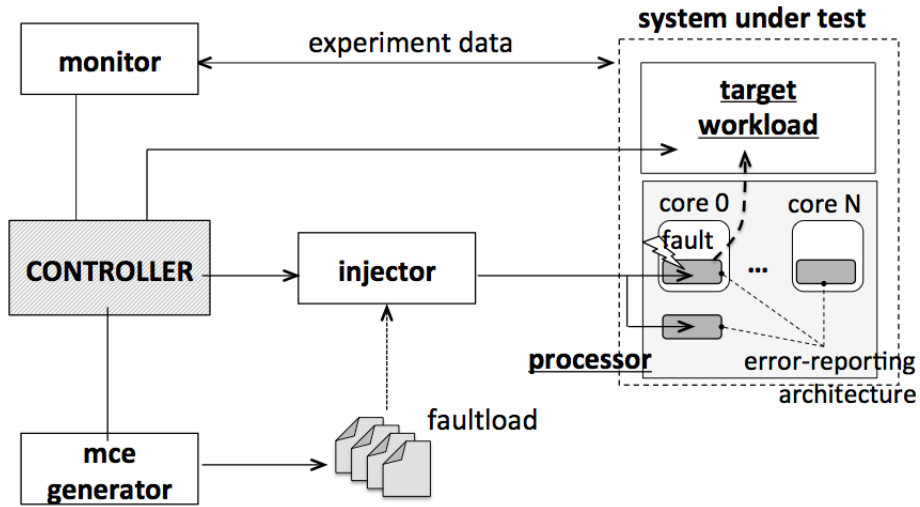 system under test
monitor
experiment data
target
workload
core 0
core N
fault
...
CONTROLLER
injector
processor
error-reporting
architecture
faultload
mce
generator